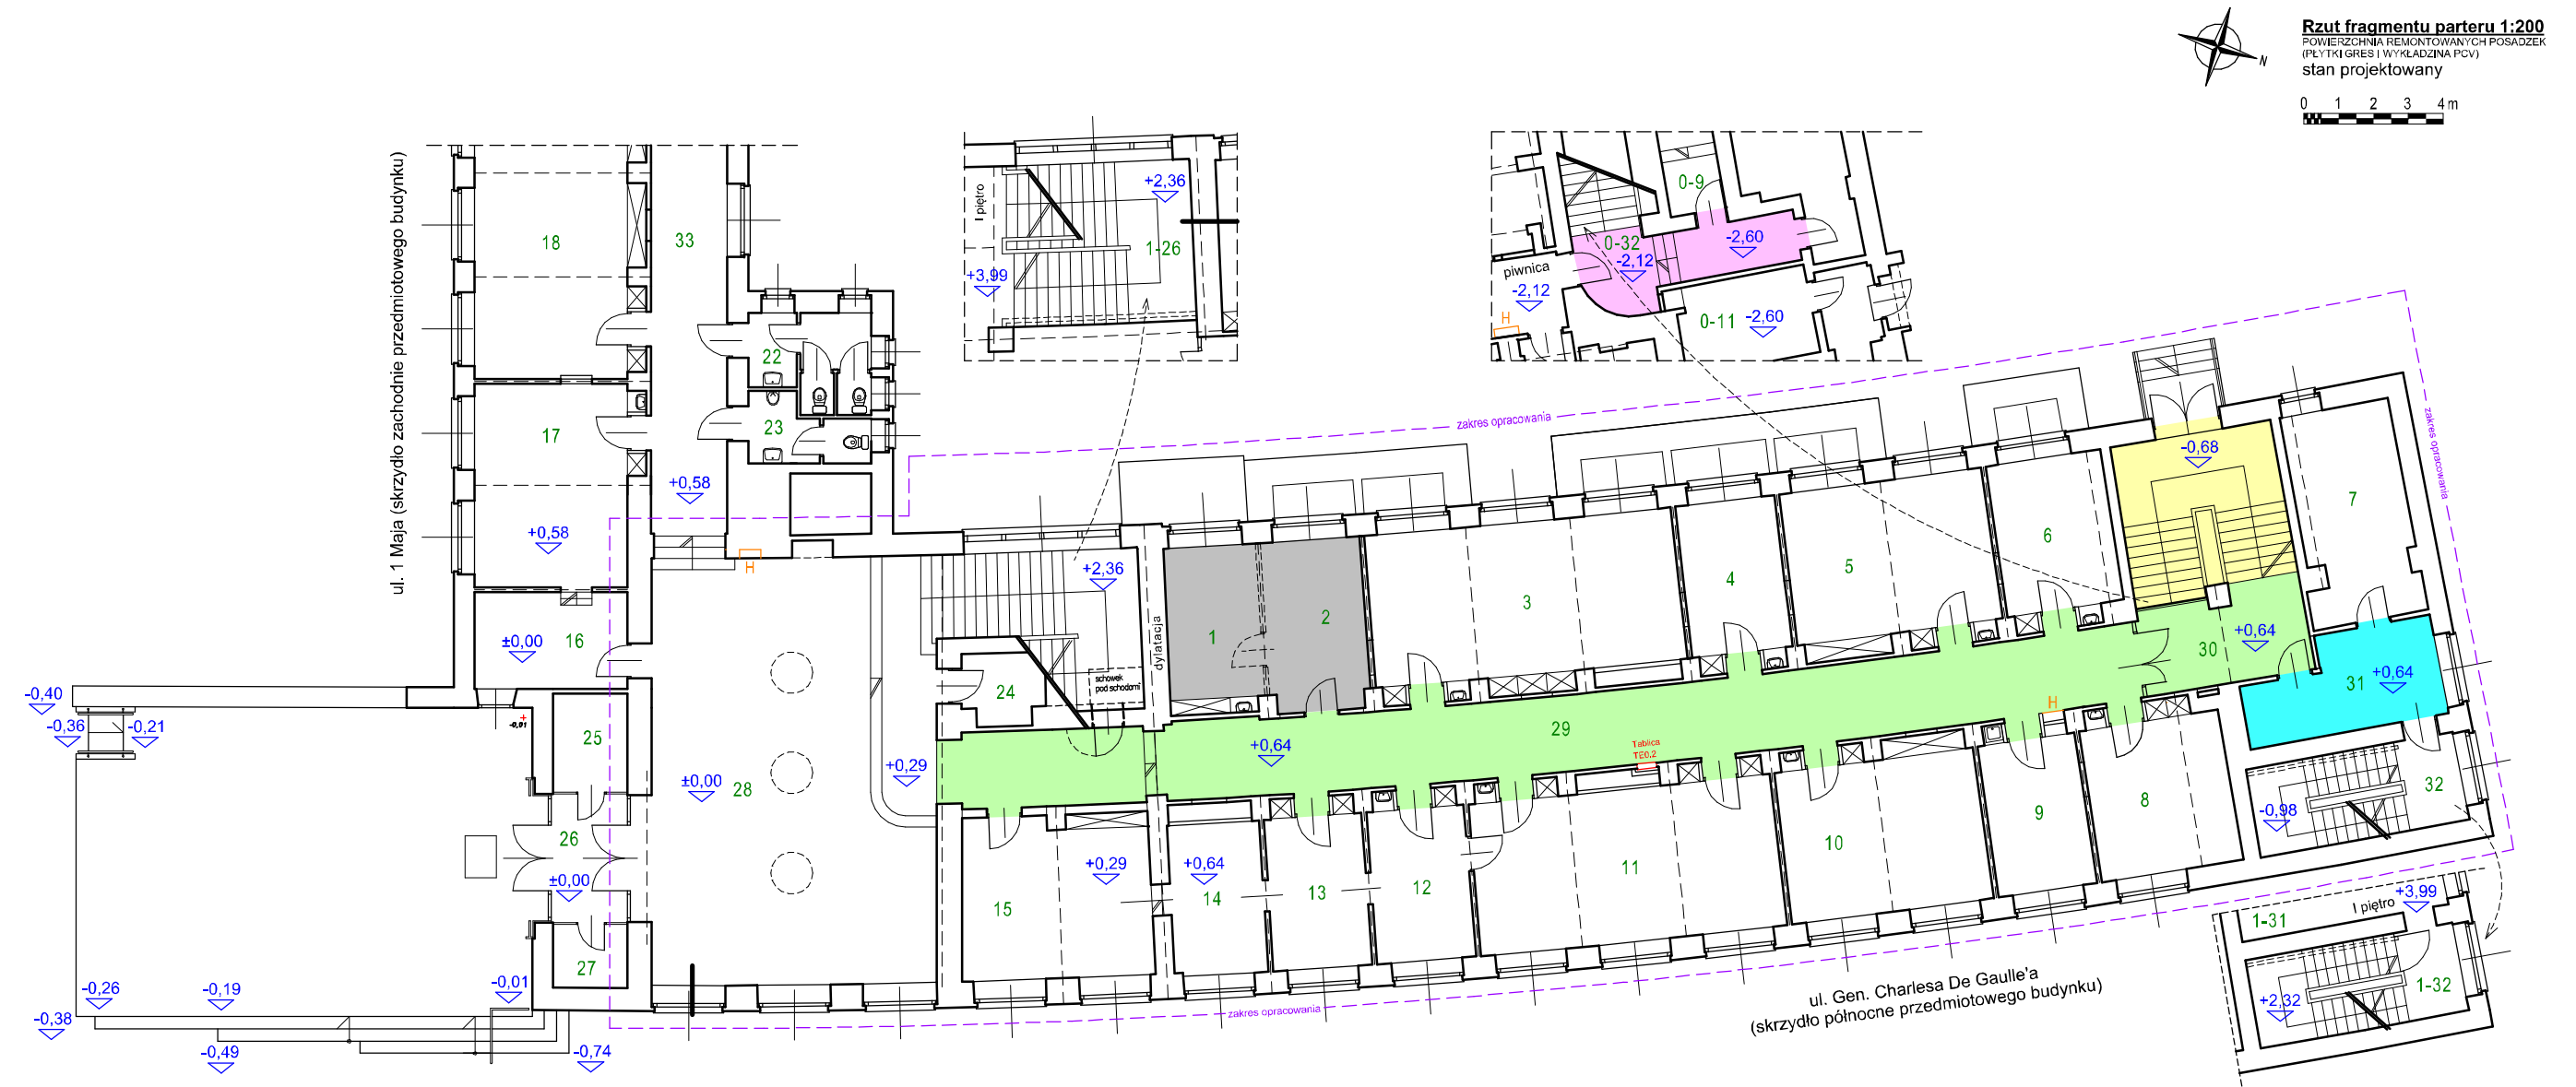 Rzut fragmentu parteru 1:200
POWIERZCHNIA REMONTOWANYCH POSADZEK
(PŁYTKI GRES I WYKŁADZINA PCV)
stan projektowany
0 1 2 3 4 m
N
ul. 1 Maja (skrzydło zachodnie przedmiotowego budynku)
18
33
17
+0,58
+0,58
22
23
16
±0,00
H
I piętro
+2,36
1-26
+3,99
0-9
0-32
-2,60
-2,12
piwnica
-2,12
H
0-11
-2,60
zakres opracowania
zakres opracowania
-0,68
7
6
5
4
3
2
1
+2,36
dylatacja
schowek
pod schodami
24
30
+0,64
31
+0,64
-0,40
-0,36
-0,21
-0,01
25
26
±0,00
27
28
±0,00
+0,29
+0,64
29
Tablica
TE0.2
H
32
-0,98
8
9
10
11
12
13
14
+0,64
15
+0,29
-0,26
-0,19
-0,01
-0,38
-0,49
-0,74
zakres opracowania
ul. Gen. Charlesa De Gaulle'a
(skrzydło północne przedmiotowego budynku)
+3,99
I piętro
1-31
1-32
+2,32